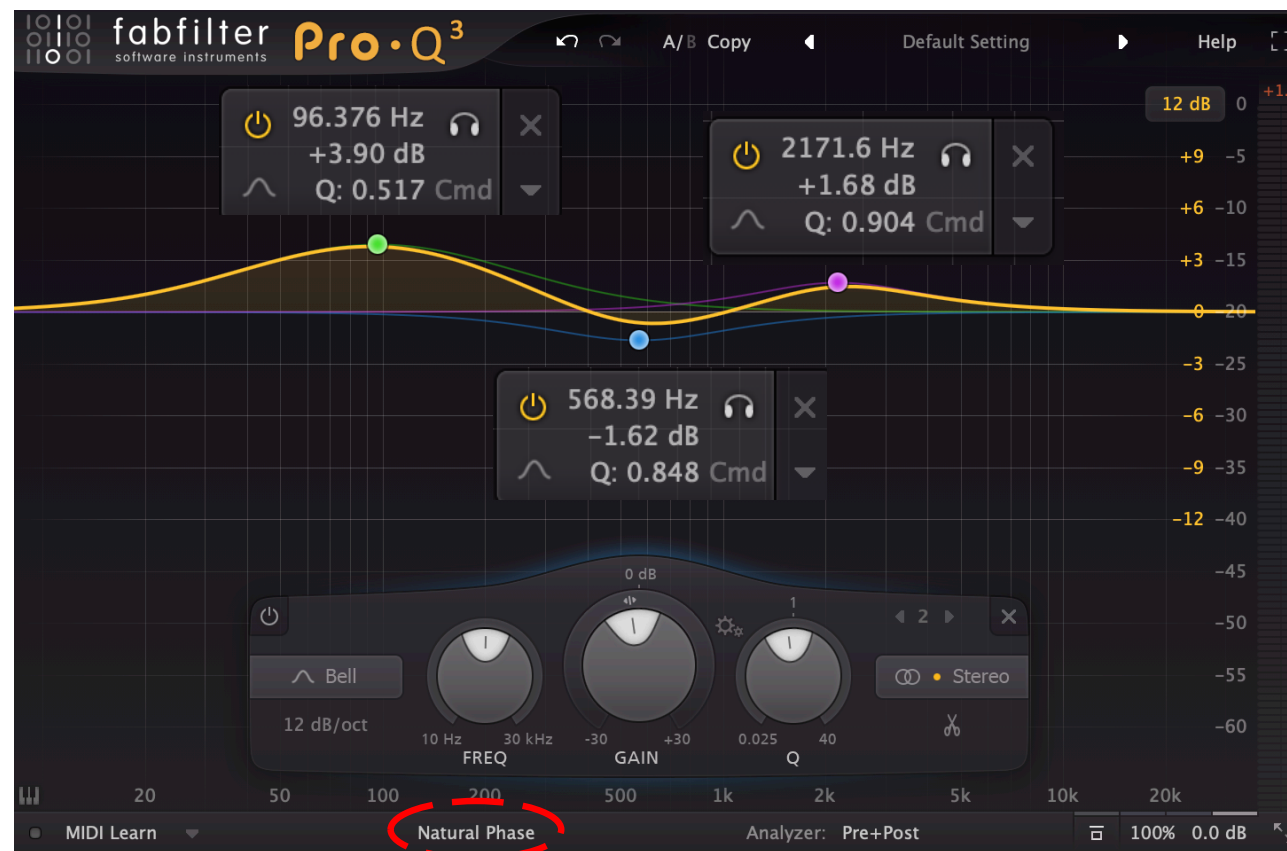 fabfilter
software instruments
Pro·Q³
A/B Copy
Default Setting
Help
96.376 Hz
+3.90 dB
Q: 0.517 Cmd
2171.6 Hz
+1.68 dB
Q: 0.904 Cmd
568.39 Hz
−1.62 dB
Q: 0.848 Cmd
12 dB 0
+9 −5
+6 −10
+3 −15
0 −20
−3 −25
−6 −30
−9 −35
−12 −40
−45
−50
−55
−60
0 dB
1
2
Bell
Stereo
12 dB/oct
10 Hz 30 kHz
FREQ
-30 +30
GAIN
0.025 40
Q
20 50 100 200 500 1k 2k 5k 10k 20k
MIDI Learn
Natural Phase
Analyzer: Pre+Post
100% 0.0 dB